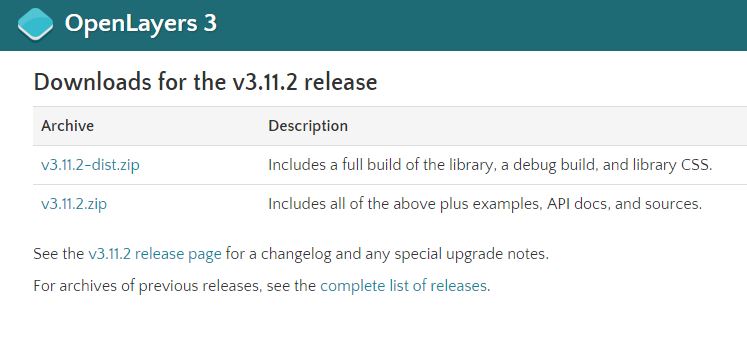 OpenLayers 3
Downloads for the v3.11.2 release
Archive Description
v3.11.2-dist.zip Includes a full build of the library, a debug build, and library CSS.
v3.11.2.zip Includes all of the above plus examples, API docs, and sources.
See the v3.11.2 release page for a changelog and any special upgrade notes.
For archives of previous releases, see the complete list of releases.